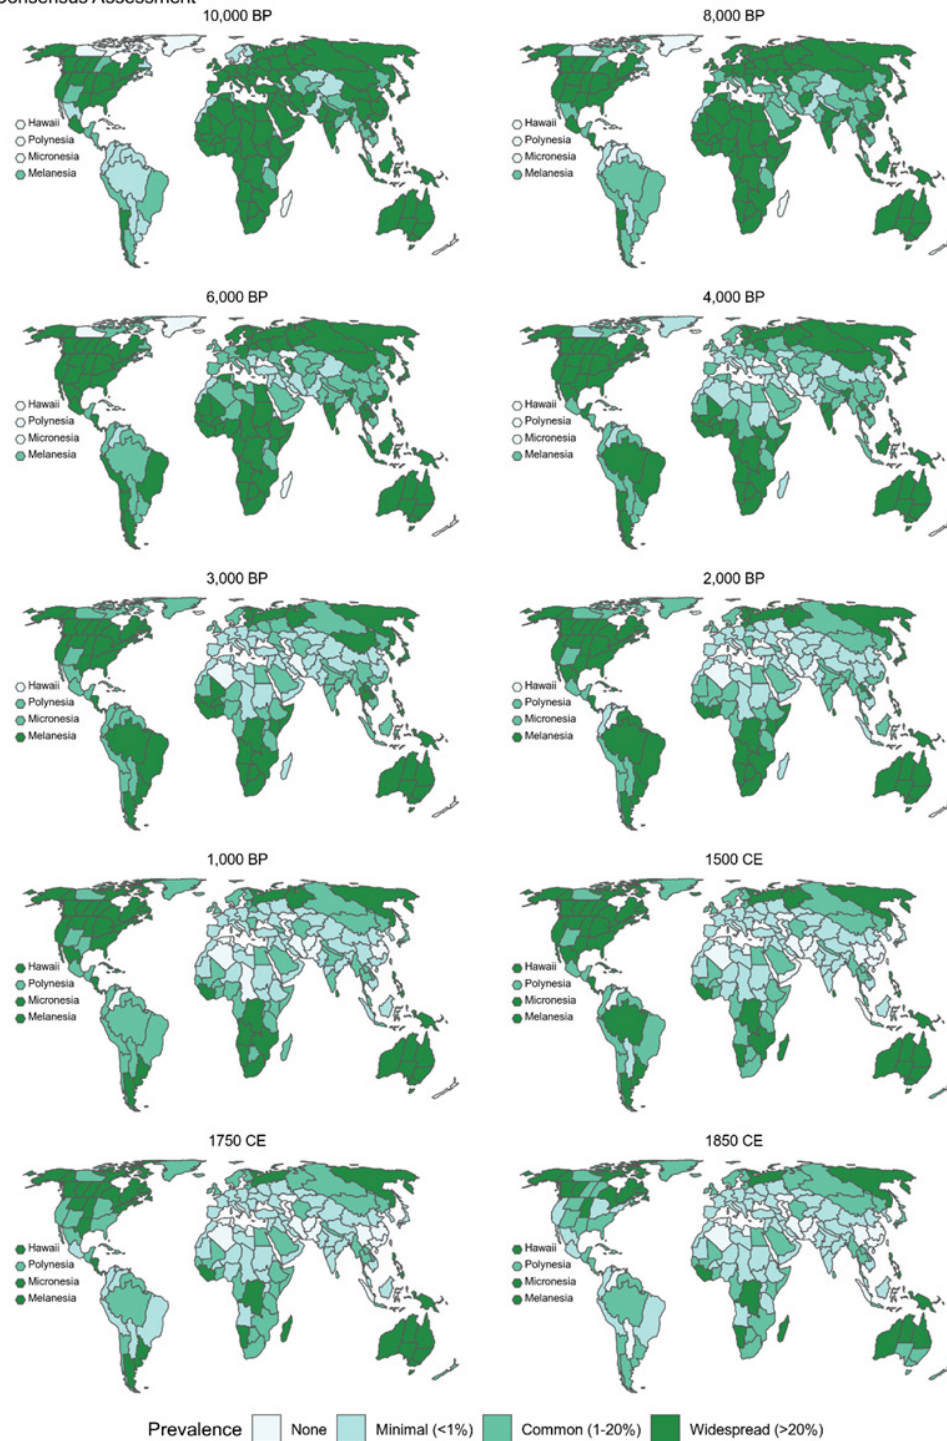 Consensus Assessment
10,000 BP
8,000 BP
Hawaii
Polynesia
Micronesia
Melanesia
Hawaii
Polynesia
Micronesia
Melanesia
6,000 BP
4,000 BP
Hawaii
Polynesia
Micronesia
Melanesia
Hawaii
Polynesia
Micronesia
Melanesia
3,000 BP
2,000 BP
Hawaii
Polynesia
Micronesia
Melanesia
Hawaii
Polynesia
Micronesia
Melanesia
1,000 BP
1500 CE
Hawaii
Polynesia
Micronesia
Melanesia
Hawaii
Polynesia
Micronesia
Melanesia
1750 CE
1850 CE
Hawaii
Polynesia
Micronesia
Melanesia
Hawaii
Polynesia
Micronesia
Melanesia
Prevalence None Minimal (<1%) Common (1-20%) Widespread (>20%)